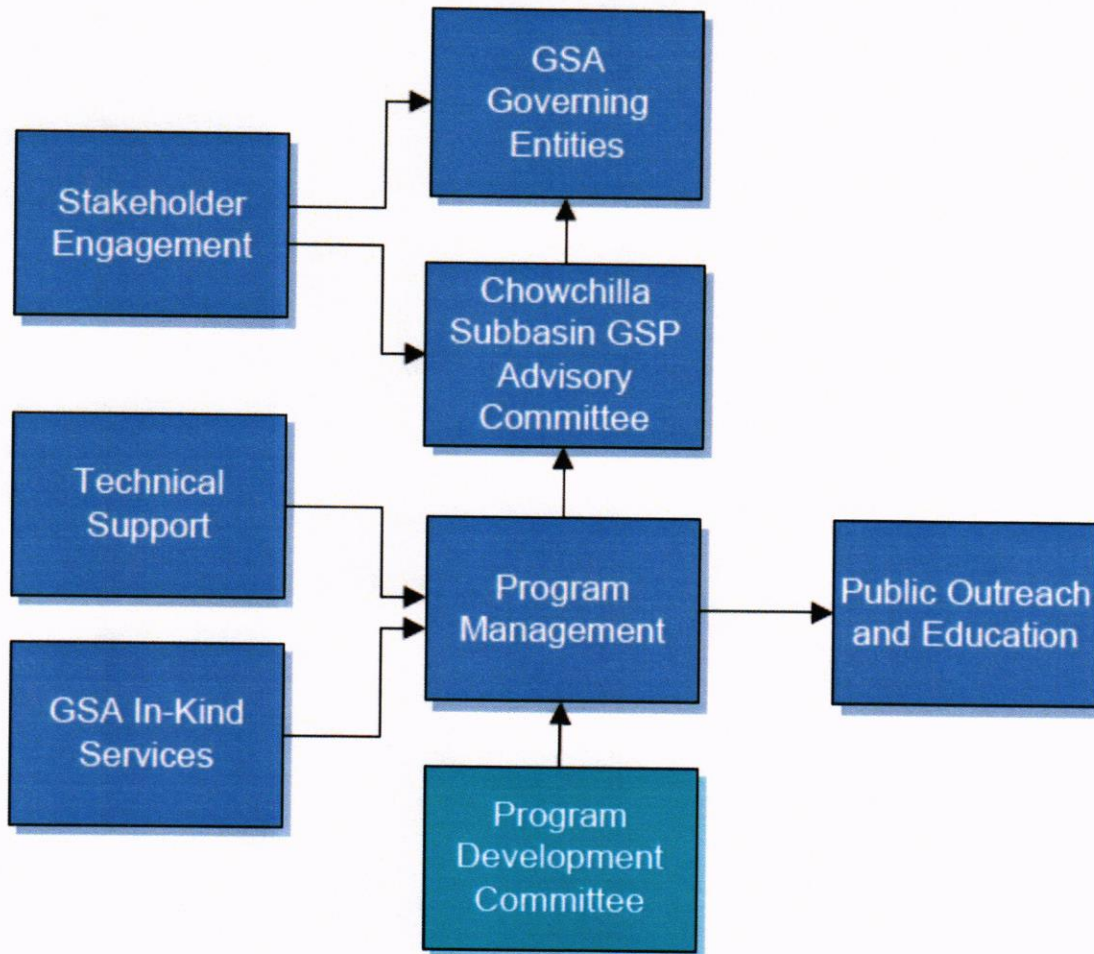 GSA
Governing
Entities
Stakeholder
Engagement
Chowchilla
Subbasin GSP
Advisory
Committee
Technical
Support
Program
Management
Public Outreach
and Education
GSA In-Kind
Services
Program
Development
Committee